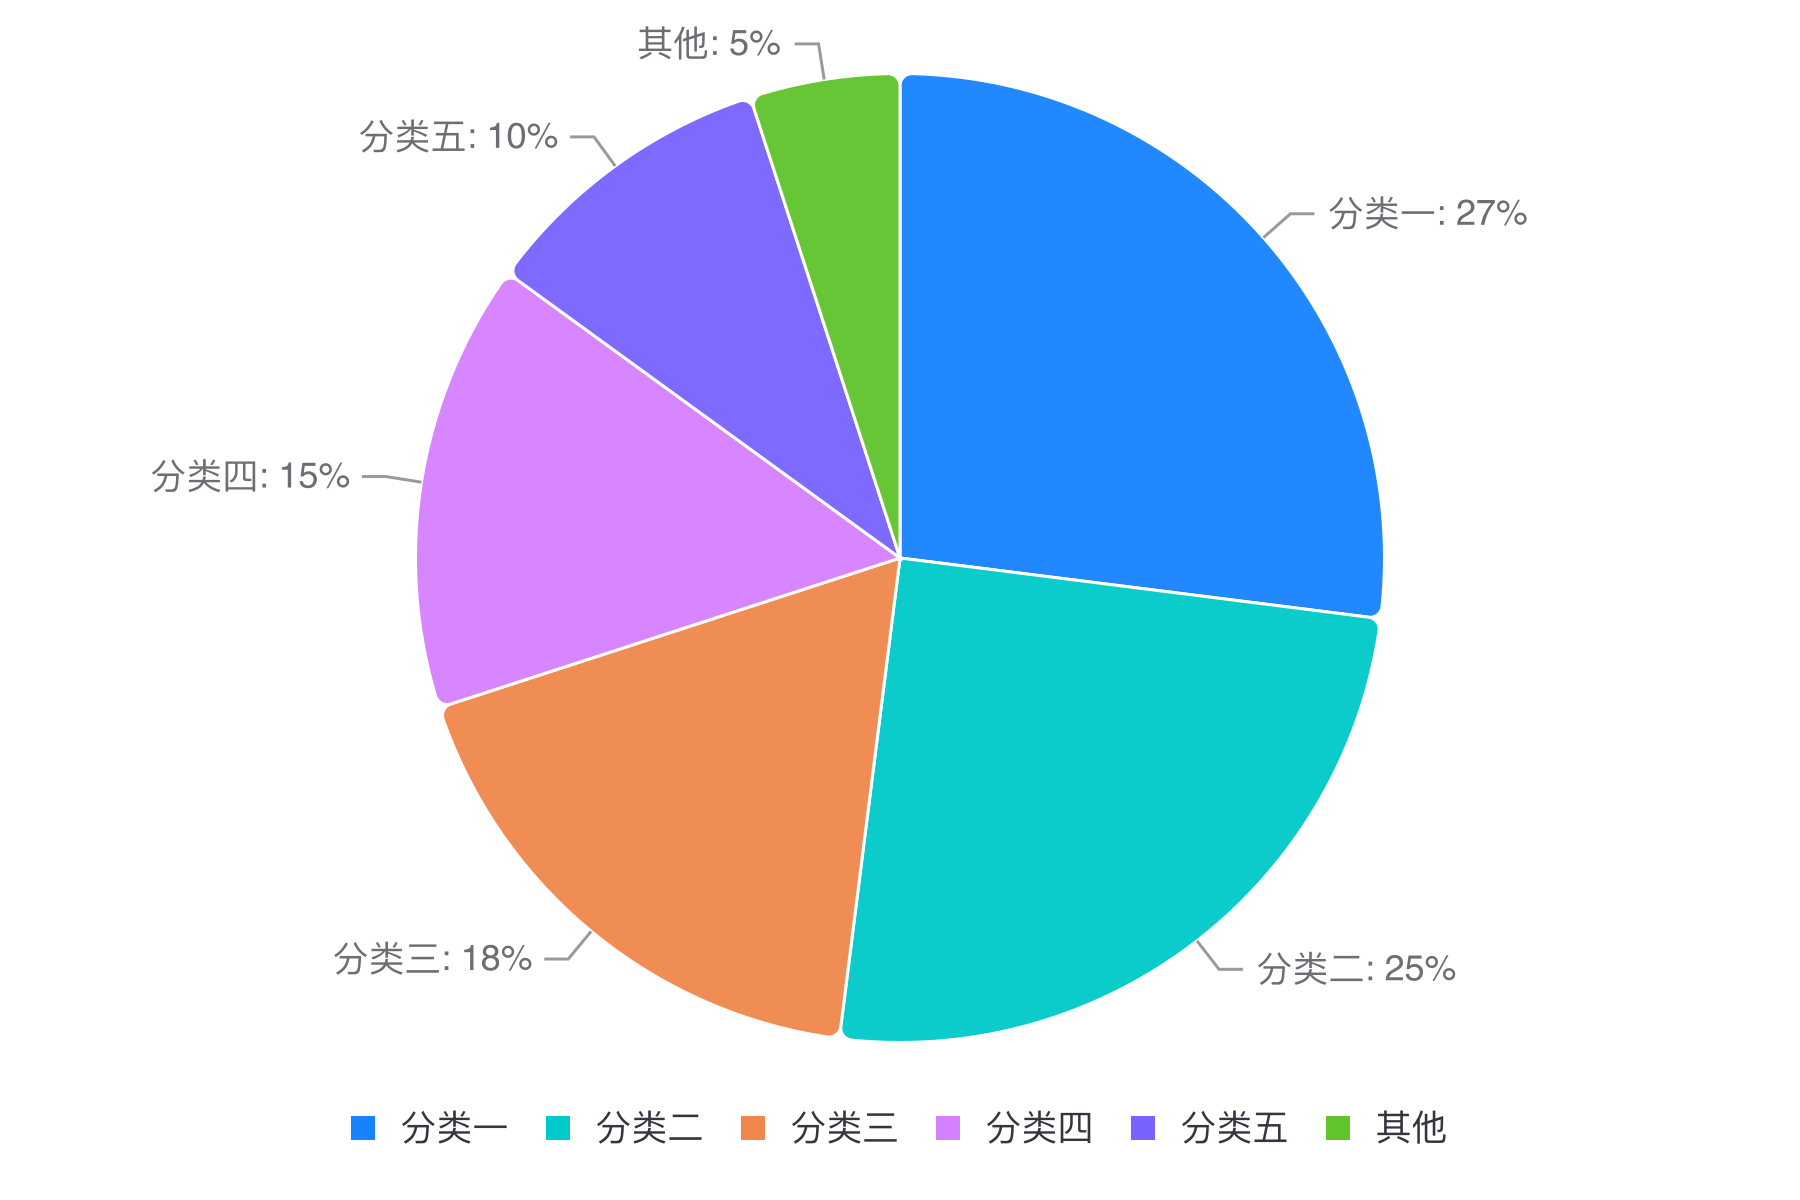 其他: 5%
分类五: 10%
分类一: 27%
分类四: 15%
分类三: 18%
分类二: 25%
分类一 分类二 分类三 分类四 分类五 其他